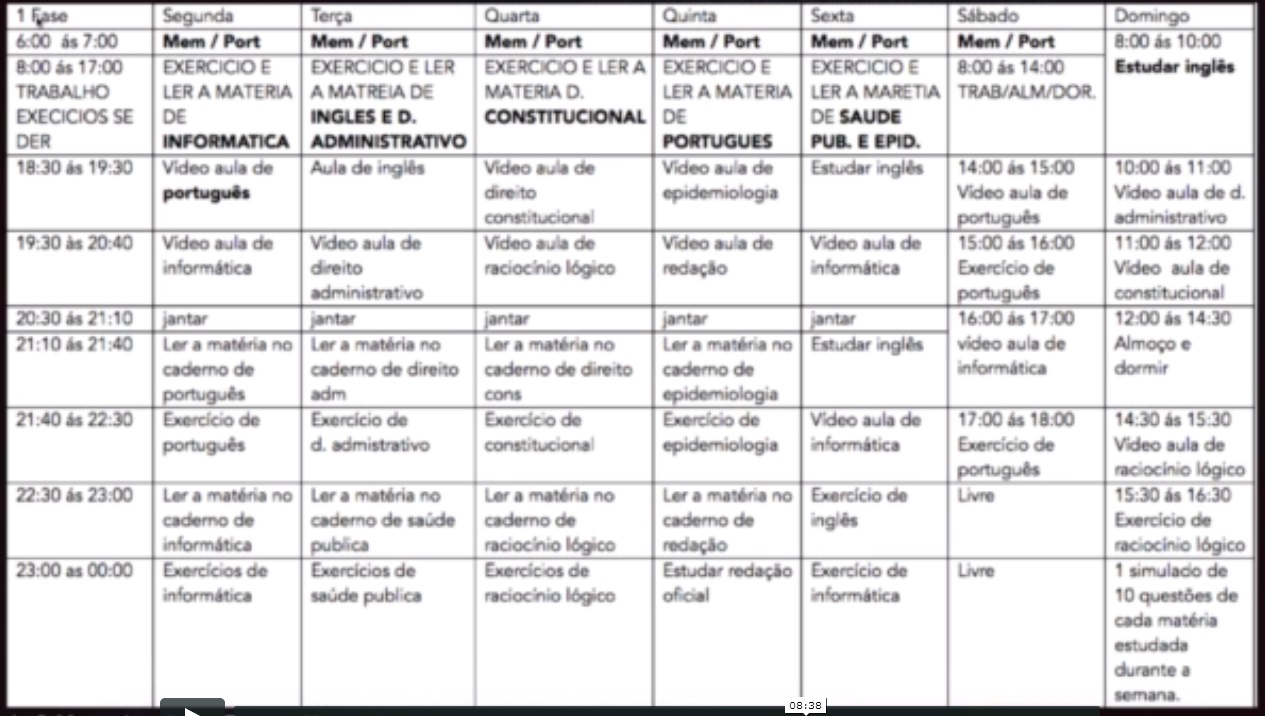 1 Fase Segunda Terça Quarta Quinta Sexta Sábado Domingo
6:00 ás 7:00 Mem / Port Mem / Port Mem / Port Mem / Port Mem / Port Mem / Port 8:00 ás 10:00
Estudar inglês
8:00 ás 17:00
TRABALHO
EXECICIOS SE
DER
EXERCICIO E
LER A MATERIA
DE
INFORMATICA
EXERCICIO E LER
A MATREIA DE
INGLES E D.
ADMINISTRATIVO
EXERCICIO E LER A
MATERIA D.
CONSTITUCIONAL
EXERCICIO E
LER A MATERIA
DE
PORTUGUES
EXERCICIO E
LER A MARETIA
DE SAUDE
PUB. E EPID.
8:00 ás 14:00
TRAB/ALM/DOR.
18:30 ás 19:30
Vídeo aula de
português
Aula de inglês
Vídeo aula de
direito
constitucional
Vídeo aula de
epidemiologia
Estudar inglês
14:00 ás 15:00
Vídeo aula de
português
10:00 ás 11:00
Vídeo aula de d.
administrativo
19:30 às 20:40
Vídeo aula de
informática
Vídeo aula de
direito
administrativo
Vídeo aula de
raciocínio lógico
Vídeo aula de
redação
Vídeo aula de
informática
15:00 ás 16:00
Exercício de
português
11:00 ás 12:00
Vídeo aula de
constitucional
20:30 ás 21:10
jantar
jantar
jantar
jantar
jantar
16:00 ás 17:00
vídeo aula de
informática
12:00 ás 14:30
Almoço e
dormir
21:10 ás 21:40
Ler a matéria no
caderno de
português
Ler a matéria no
caderno de direito
adm
Ler a matéria no
caderno de direito
cons
Ler a matéria no
caderno de
epidemiologia
Estudar inglês
21:40 ás 22:30
Exercício de
português
Exercício de
d. admistrativo
Exercício de
constitucional
Exercício de
epidemiologia
Vídeo aula de
informática
17:00 ás 18:00
Exercício de
português
14:30 ás 15:30
Vídeo aula de
raciocínio lógico
22:30 ás 23:00
Ler a matéria no
caderno de
informática
Ler a matéria no
caderno de saúde
publica
Ler a matéria no
caderno de
raciocínio lógico
Ler a matéria no
caderno de
redação
Exercício de
inglês
Livre
15:30 ás 16:30
Exercício de
raciocínio lógico
23:00 as 00:00
Exercícios de
informática
Exercícios de
saúde publica
Exercícios de
raciocínio lógico
Estudar redação
oficial
Exercício de
informática
Livre
1 simulado de
10 questões de
cada matéria
estudada
durante a
semana.
08:38